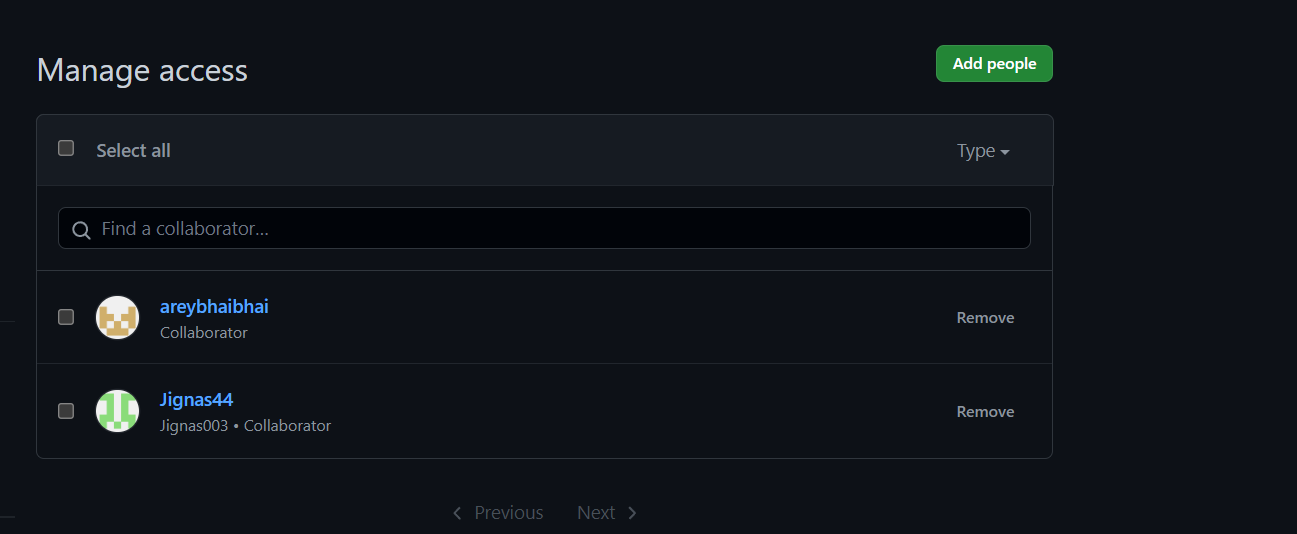 Manage access
Add people
Select all
Type
Find a collaborator...
areybhaibhai
Collaborator
Remove
Jignas44
Jignas003 • Collaborator
Remove
Previous
Next